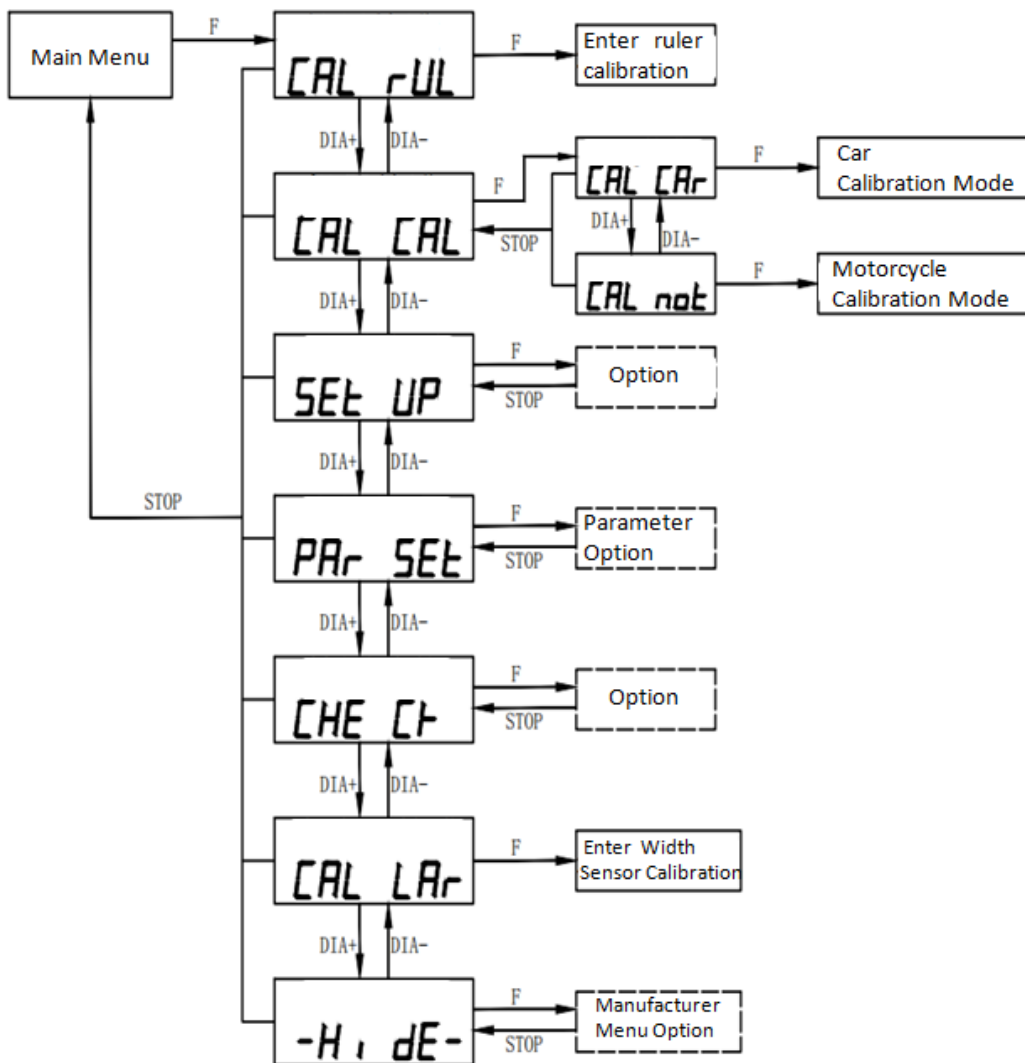 Main Menu
F
CAL rUL
F
Enter ruler
calibration
DIA+
DIA-
CAL CAL
F
STOP
CAL CAr
F
Car
Calibration Mode
DIA+
DIA-
CAL not
F
Motorcycle
Calibration Mode
DIA+
DIA-
SEt UP
F
STOP
Option
DIA+
DIA-
STOP
PAr SEt
F
STOP
Parameter
Option
DIA+
DIA-
CHE Ct
F
STOP
Option
DIA+
DIA-
CAL LAr
F
Enter Width
Sensor Calibration
DIA+
DIA-
-Hi dE-
F
STOP
Manufacturer
Menu Option